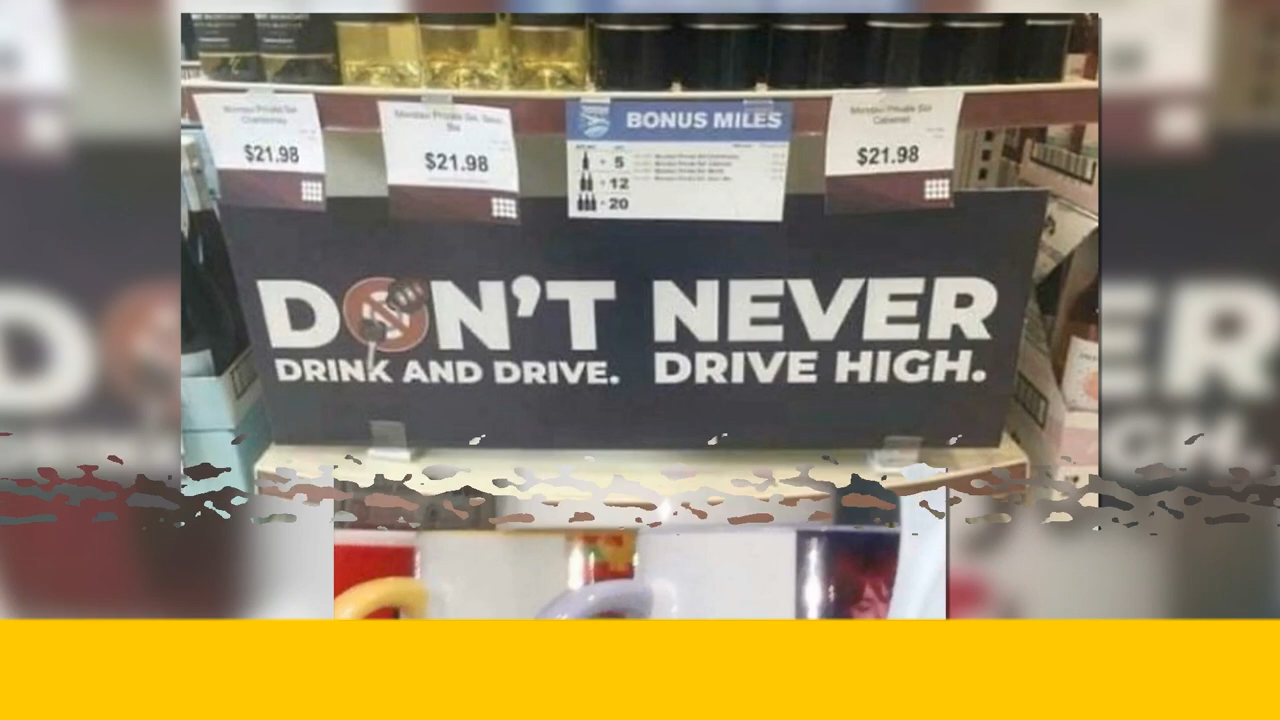 $21.98
$21.98
BONUS MILES
5
12
20
$21.98
DON'T NEVER
DRINK AND DRIVE. DRIVE HIGH.